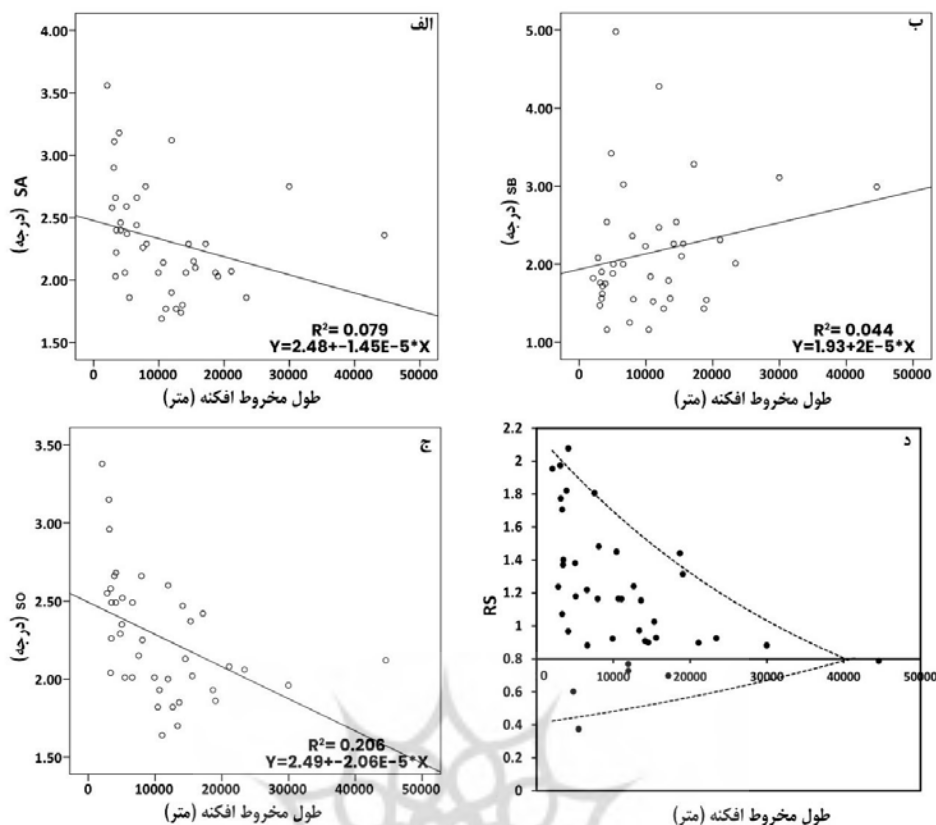 الف
4.00
3.50
3.00
2.50
2.00
1.50
SA (درجه)
R²= 0.079
Y=2.48+-1.45E-5*X
0 10000 20000 30000 40000 50000
طول مخروط افکنه (متر)
ب
5.00
4.00
3.00
2.00
1.00
SB (درجه)
R²= 0.044
Y=1.93+2E-5*X
0 10000 20000 30000 40000 50000
طول مخروط افکنه (متر)
ج
3.50
3.00
2.50
2.00
1.50
SO (درجه)
R²= 0.206
Y=2.49+-2.06E-5*X
0 10000 20000 30000 40000 50000
طول مخروط افکنه (متر)
د
2.2
2
1.8
1.6
1.4
1.2
1
0.8
0.6
0.4
0.2
0
RS
0 10000 20000 30000 40000 50000
طول مخروط افکنه (متر)